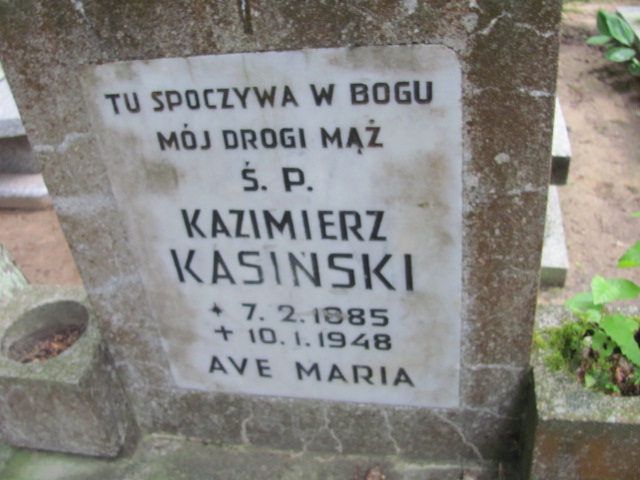 TU SPOCZYWA W BOGU
MÓJ DROGI MĄŻ
Ś. P.
KAZIMIERZ
KASIŃSKI
* 7. 2. 1885
+ 10. 1. 1948
AVE MARIA